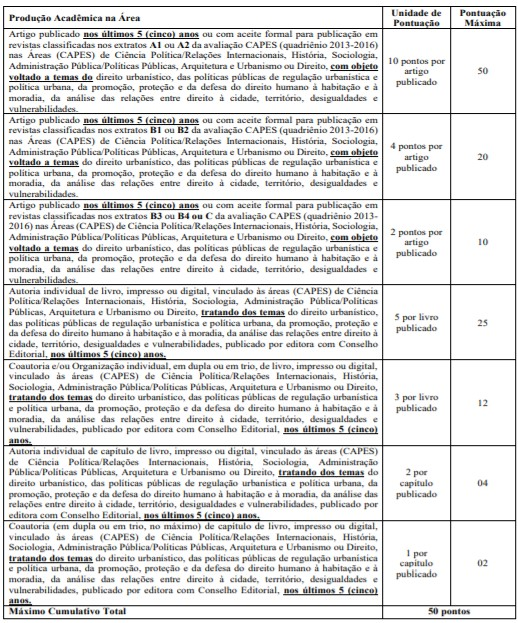 Produção Acadêmica na Área
Unidade de
Pontuação
Pontuação
Máxima
Artigo publicado nos últimos 5 (cinco) anos ou com aceite formal para publicação em
revistas classificadas nos extratos A1 ou A2 da avaliação CAPES (quadriênio 2013-2016)
nas Áreas (CAPES) de Ciência Política/Relações Internacionais, História, Sociologia,
Administração Pública/Políticas Públicas, Arquitetura e Urbanismo ou Direito, com objeto
voltado a temas do direito urbanístico, das políticas públicas de regulação urbanística e
política urbana, da promoção, proteção e da defesa do direito humano à habitação e à
moradia, da análise das relações entre direito à cidade, território, desigualdades e
vulnerabilidades.
10 pontos por
artigo
publicado
50
Artigo publicado nos últimos 5 (cinco) anos ou com aceite formal para publicação em
revistas classificadas nos extratos B1 ou B2 da avaliação CAPES (quadriênio 2013-2016)
nas Áreas (CAPES) de Ciência Política/Relações Internacionais, História, Sociologia,
Administração Pública/Políticas Públicas, Arquitetura e Urbanismo ou Direito, com objeto
voltado a temas do direito urbanístico, das políticas públicas de regulação urbanística e
política urbana, da promoção, proteção e da defesa do direito humano à habitação e à
moradia, da análise das relações entre direito à cidade, território, desigualdades e
vulnerabilidades.
4 pontos por
artigo
publicado
20
Artigo publicado nos últimos 5 (cinco) anos ou com aceite formal para publicação em
revistas classificadas nos extratos B3 ou B4 ou C da avaliação CAPES (quadriênio 2013-
2016) nas Áreas (CAPES) de Ciência Política/Relações Internacionais, História, Sociologia,
Administração Pública/Políticas Públicas, Arquitetura e Urbanismo ou Direito, com objeto
voltado a temas do direito urbanístico, das políticas públicas de regulação urbanística e
política urbana, da promoção, proteção e da defesa do direito humano à habitação e à
moradia, da análise das relações entre direito à cidade, território, desigualdades e
vulnerabilidades.
2 pontos por
artigo
publicado
10
Autoria individual de livro, impresso ou digital, vinculado às áreas (CAPES) de Ciência
Política/Relações Internacionais, História, Sociologia, Administração Pública/Políticas
Públicas, Arquitetura e Urbanismo ou Direito, tratando dos temas do direito urbanístico,
das políticas públicas de regulação urbanística e política urbana, da promoção, proteção e
da defesa do direito humano à habitação e à moradia, da análise das relações entre direito à
cidade, território, desigualdades e vulnerabilidades, publicado por editora com Conselho
Editorial, nos últimos 5 (cinco) anos.
5 por livro
publicado
25
Coautoria e/ou Organização individual, em dupla ou em trio, de livro, impresso ou digital,
vinculado às áreas (CAPES) de Ciência Política/Relações Internacionais, História,
Sociologia, Administração Pública/Políticas Públicas, Arquitetura e Urbanismo ou Direito,
tratando dos temas do direito urbanístico, das políticas públicas de regulação urbanística
e política urbana, da promoção, proteção e da defesa do direito humano à habitação e à
moradia, da análise das relações entre direito à cidade, território, desigualdades e
vulnerabilidades, publicado por editora com Conselho Editorial, nos últimos 5 (cinco)
anos.
3 por livro
publicado
12
Autoria individual de capítulo de livro, impresso ou digital, vinculado às áreas (CAPES)
de Ciência Política/Relações Internacionais, História, Sociologia, Administração
Pública/Políticas Públicas, Arquitetura e Urbanismo ou Direito, tratando dos temas do
direito urbanístico, das políticas públicas de regulação urbanística e política urbana, da
promoção, proteção e da defesa do direito humano à habitação e à moradia, da análise das
relações entre direito à cidade, território, desigualdades e vulnerabilidades, publicado por
editora com Conselho Editorial, nos últimos 5 (cinco) anos.
2 por
capítulo
publicado
04
Coautoria (em dupla ou em trio, no máximo) de capítulo de livro, impresso ou digital,
vinculado às áreas (CAPES) de Ciência Política/Relações Internacionais, História,
Sociologia, Administração Pública/Políticas Públicas, Arquitetura e Urbanismo ou Direito,
tratando dos temas do direito urbanístico, das políticas públicas de regulação urbanística
e política urbana, da promoção, proteção e da defesa do direito humano à habitação e à
moradia, da análise das relações entre direito à cidade, território, desigualdades e
vulnerabilidades, publicado por editora com Conselho Editorial, nos últimos 5 (cinco)
anos.
1 por
capítulo
publicado
02
Máximo Cumulativo Total
50 pontos